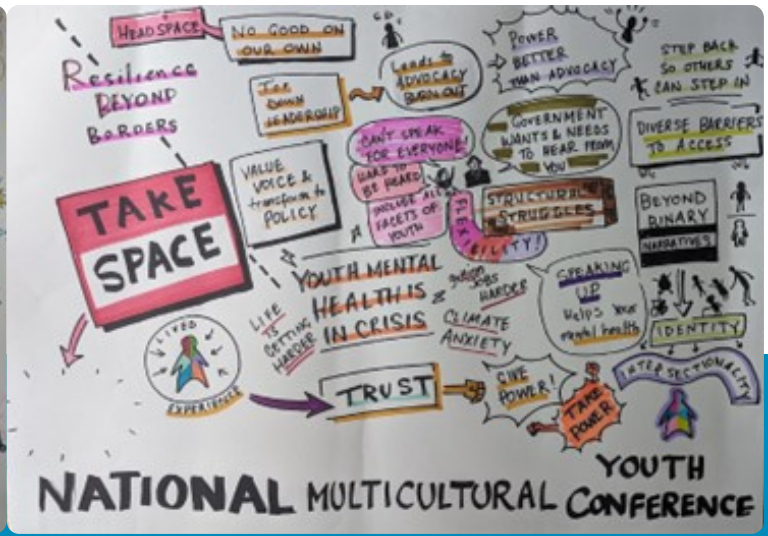 HEADSPACE
NO GOOD ON
OUR OWN
Resilience
BEYOND
BORDERS
TOP
DOWN
LEADERSHIP
Leads to
ADVOCACY
BURN OUT
POWER
BETTER
THAN ADVOCACY
STEP BACK
SO OTHERS
CAN STEP IN
CAN'T SPEAK
FOR EVERYONE!
HARD TO
BE HEARD
INCLUDE ALL
FACETS OF
YOUTH
GOVERNMENT
WANTS & NEEDS
TO HEAR FROM
YOU
DIVERSE BARRIERS
TO ACCESS
VALUE
VOICE &
transform to
POLICY
TAKE
SPACE
STRUCTURAL
STRUGGLES
FLEXIBILITY!
BEYOND
BINARY
NARRATIVES
YOUTH MENTAL
HEALTH IS
IN CRISIS
LIFE
IS
GETTING
HARDER
JOBS
HARDER
CLIMATE
ANXIETY
SPEAKING
UP
Helps your
mental health
IDENTITY
INTERSECTIONALITY
LIVED
EXPERIENCE
TRUST
GIVE
POWER!
TAKE
POWER
NATIONAL MULTICULTURAL YOUTH
CONFERENCE